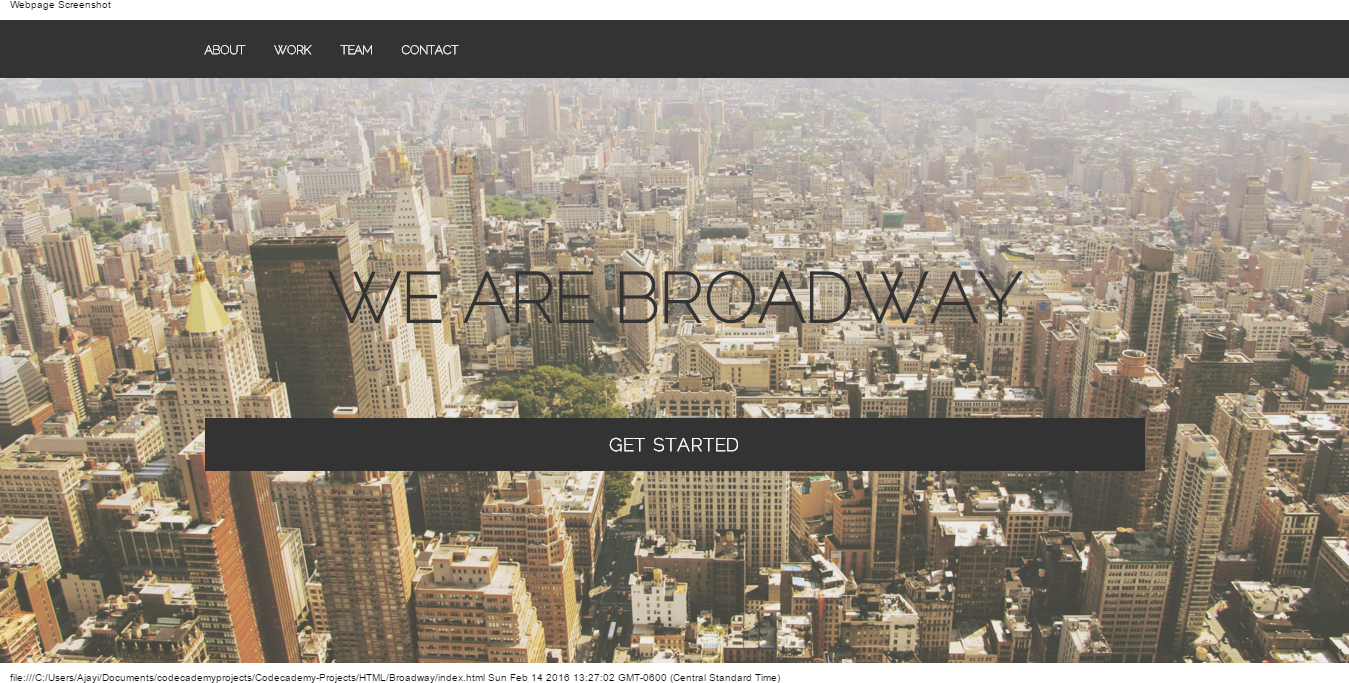 Webpage Screenshot
ABOUT WORK TEAM CONTACT
WE ARE BROADWAY
GET STARTED
file:///C:/Users/Ajayi/Documents/codecademyprojects/Codecademy-Projects/HTML/Broadway/index.html Sun Feb 14 2016 13:27:02 GMT-0600 (Central Standard Time)